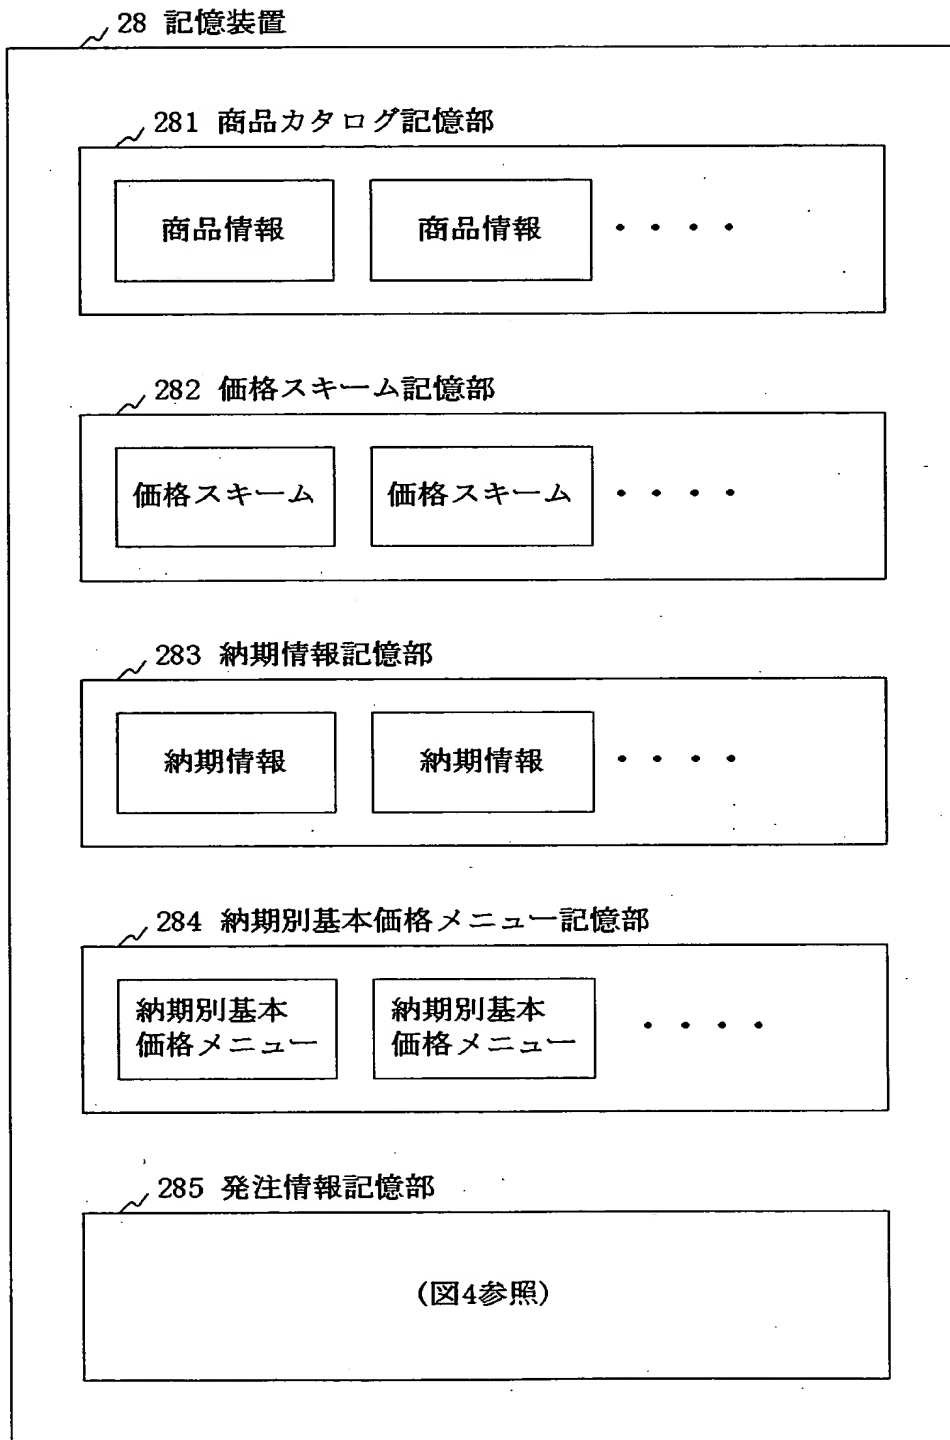 28 記憶装置
281 商品カタログ記憶部
商品情報 商品情報 ・・・・
282 価格スキーム記憶部
価格スキーム 価格スキーム ・・・・
283 納期情報記憶部
納期情報 納期情報 ・・・・
284 納期別基本価格メニュー記憶部
納期別基本 納期別基本
価格メニュー 価格メニュー ・・・・
285 発注情報記憶部
(図4参照)